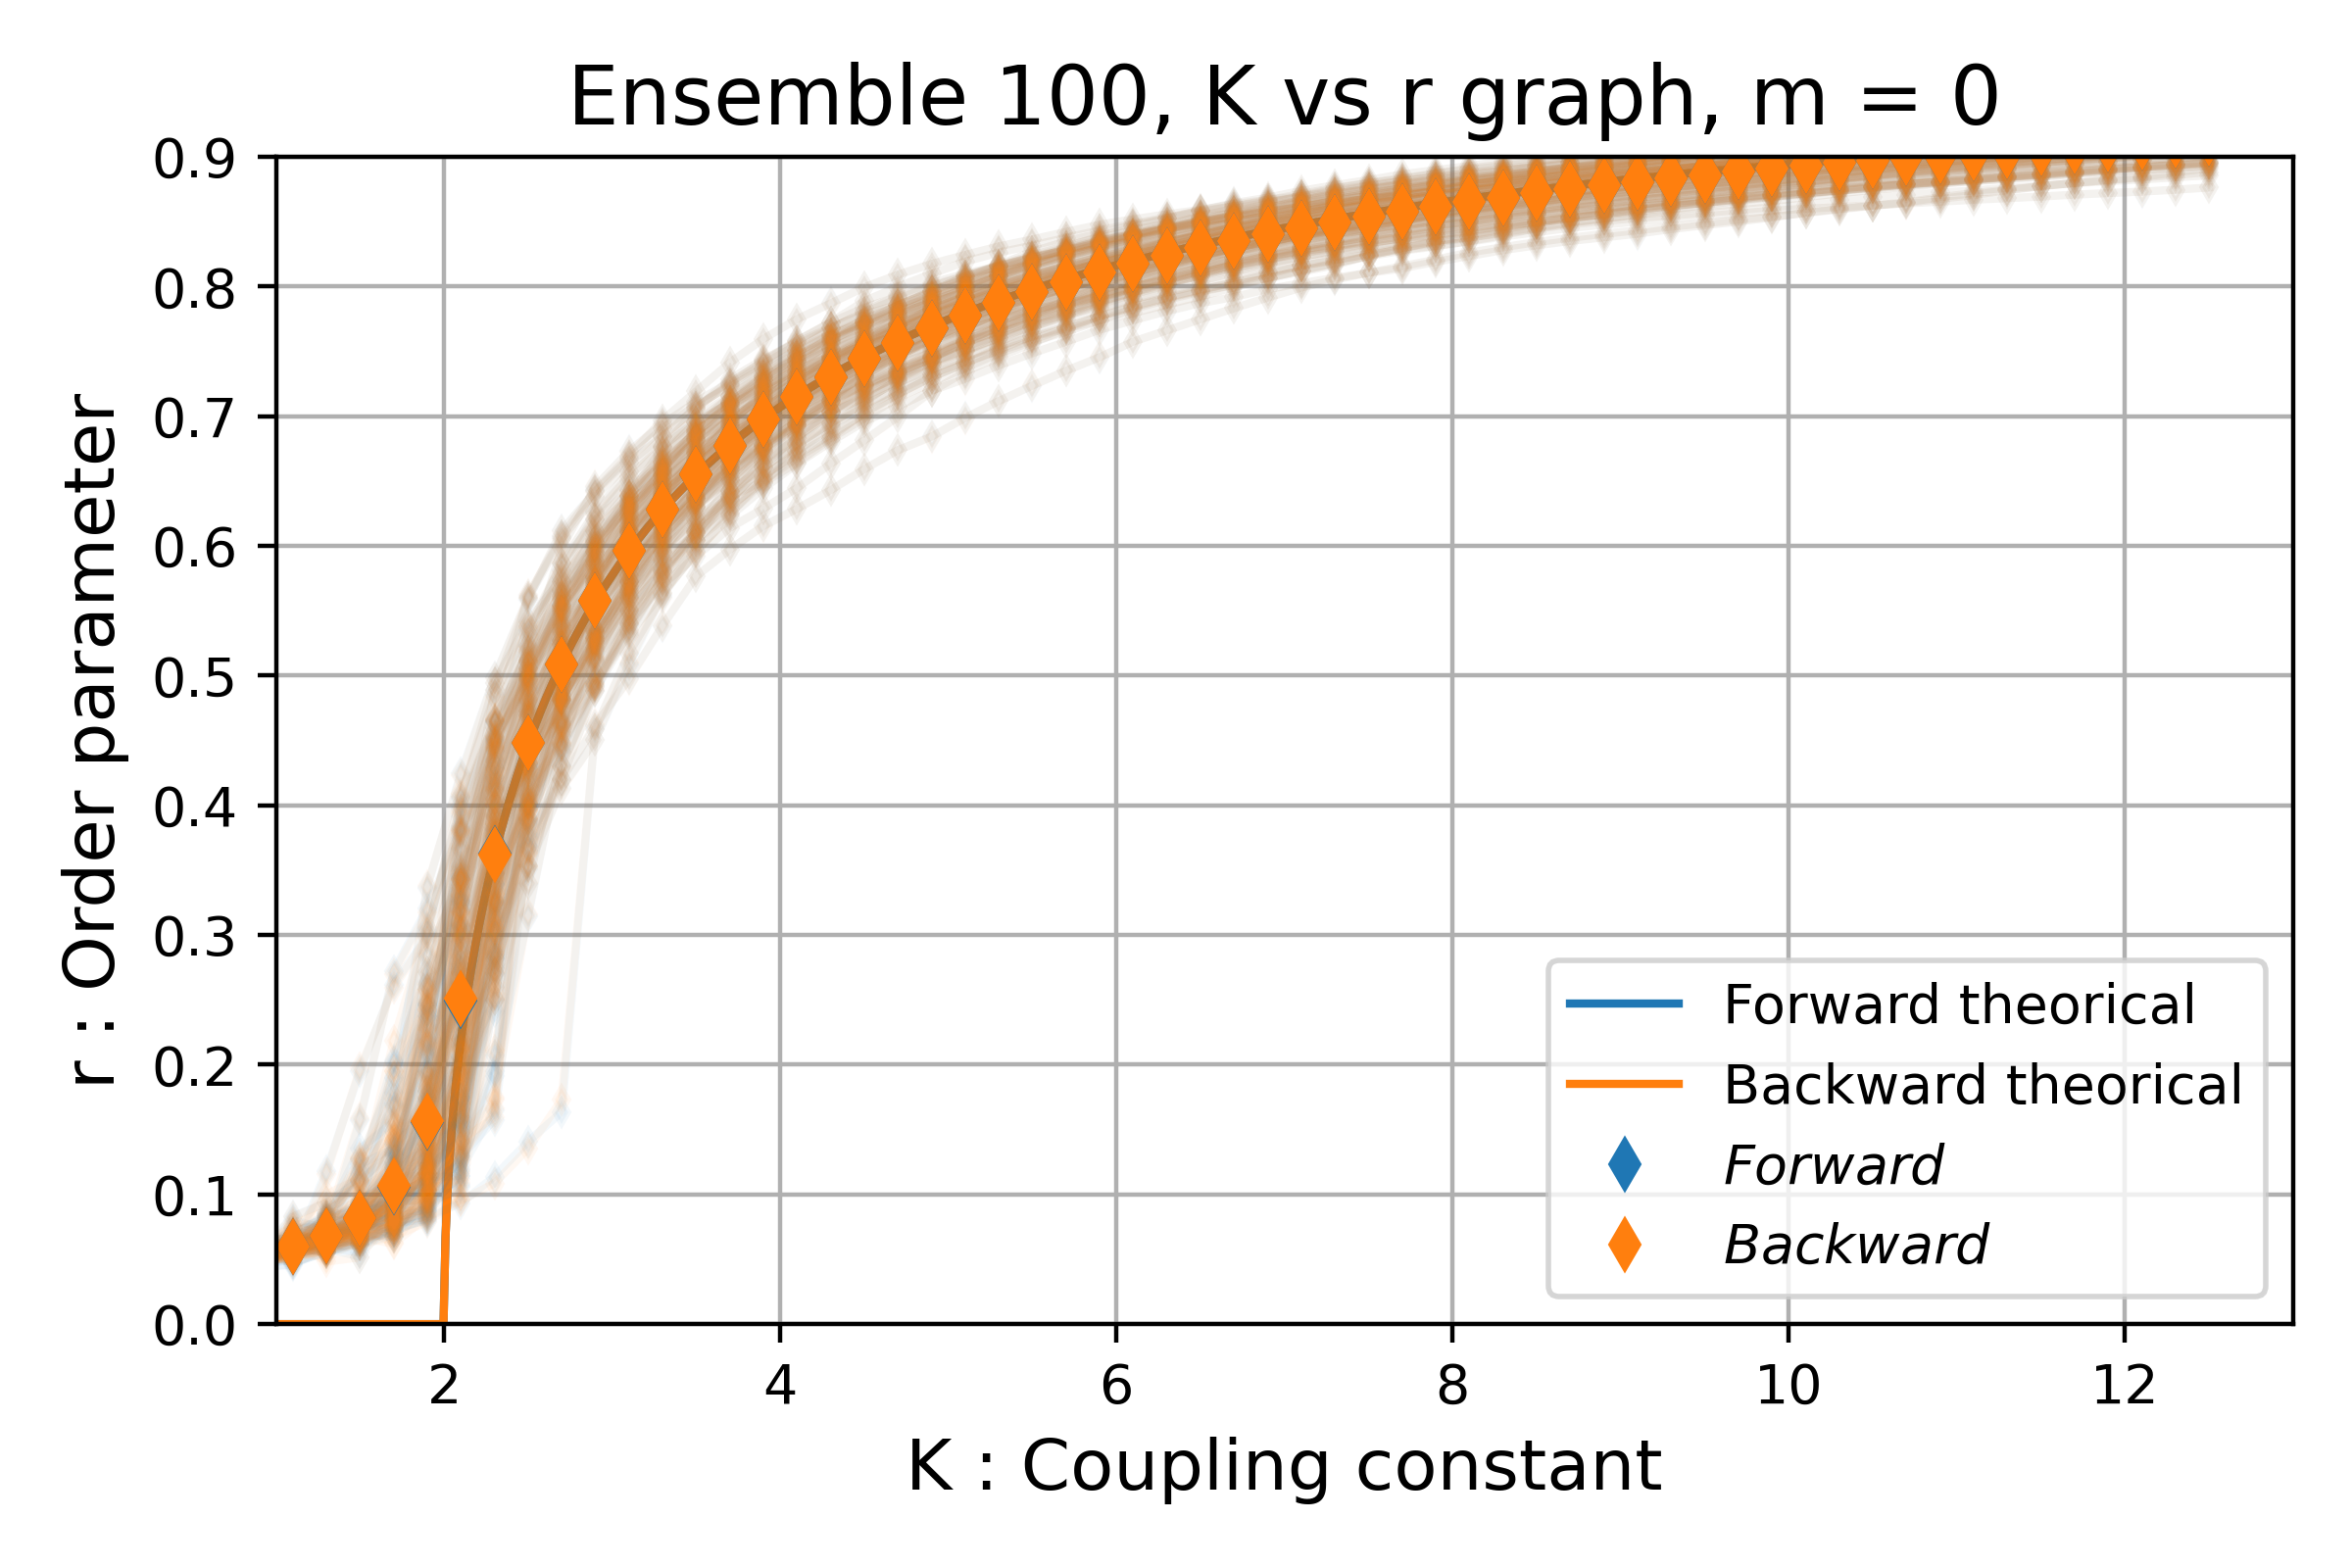 Ensemble 100, K vs r graph, m = 0
r : Order parameter
0.9
0.8
0.7
0.6
0.5
0.4
0.3
0.2
0.1
0.0
Forward theorical
Backward theorical
Forward
Backward
2 4 6 8 10 12
K : Coupling constant